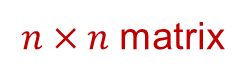 n × n matrix